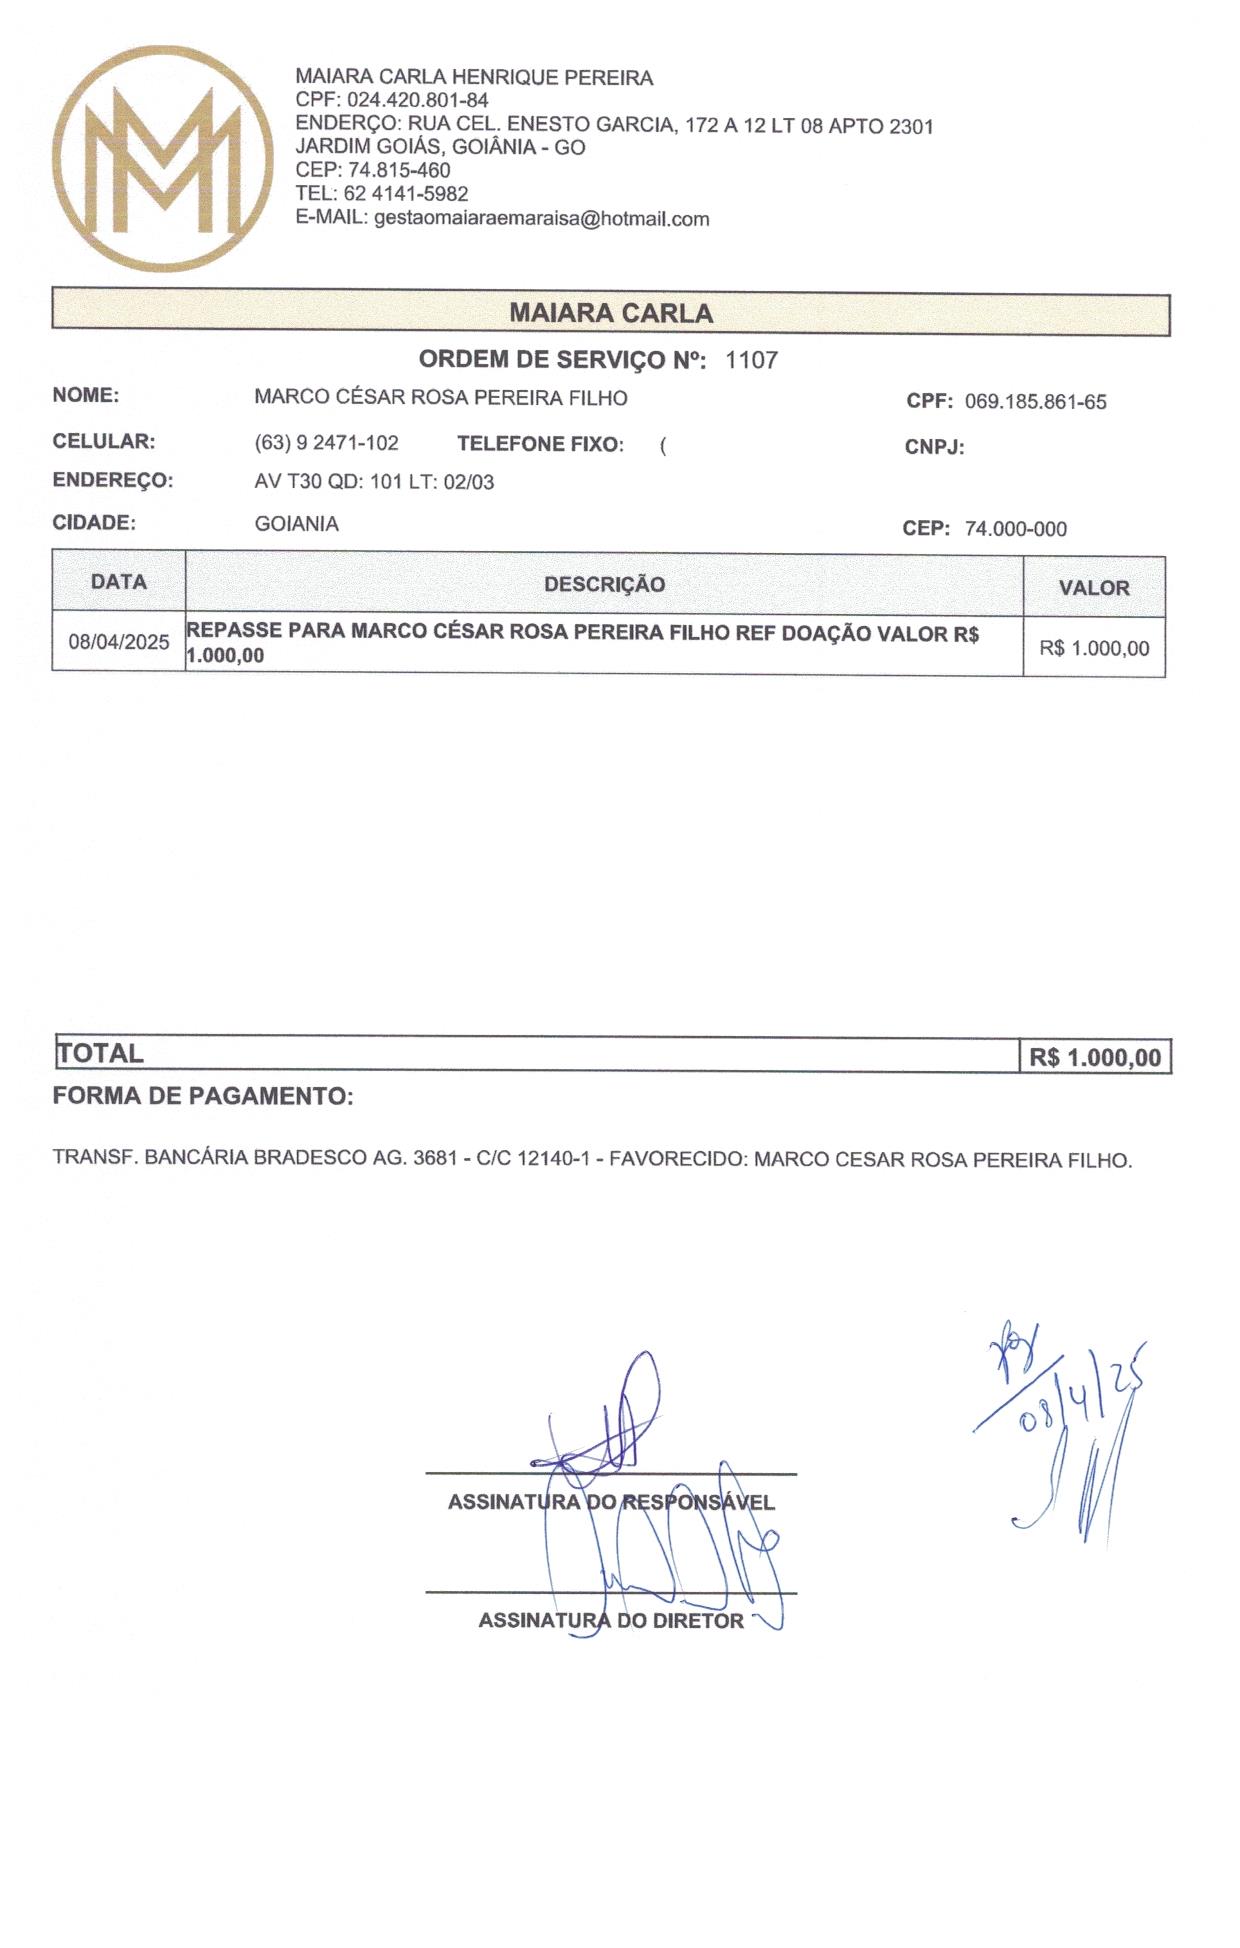 MAIARA CARLA HENRIQUE PEREIRA
CPF: 024.420.801-84
ENDERÇO: RUA CEL. ENESTO GARCIA, 172 A 12 LT 08 APTO 2301
JARDIM GOIÁS, GOIÂNIA - GO
CEP: 74.815-460
TEL: 62 4141-5982
E-MAIL: gestaomaiaraemaraisa@hotmail.com
MAIARA CARLA
ORDEM DE SERVIÇO Nº: 1107
NOME: MARCO CÉSAR ROSA PEREIRA FILHO CPF: 069.185.861-65
CELULAR: (63) 9 2471-102 TELEFONE FIXO: ( CNPJ:
ENDEREÇO: AV T30 QD: 101 LT: 02/03
CIDADE: GOIANIA CEP: 74.000-000
DATA DESCRIÇÃO VALOR
08/04/2025 REPASSE PARA MARCO CÉSAR ROSA PEREIRA FILHO REF DOAÇÃO VALOR R$ R$ 1.000,00
1.000,00
TOTAL R$ 1.000,00
FORMA DE PAGAMENTO:
TRANSF. BANCÁRIA BRADESCO AG. 3681 - C/C 12140-1 - FAVORECIDO: MARCO CESAR ROSA PEREIRA FILHO.
08/4/25
ASSINATURA DO RESPONSÁVEL
ASSINATURA DO DIRETOR